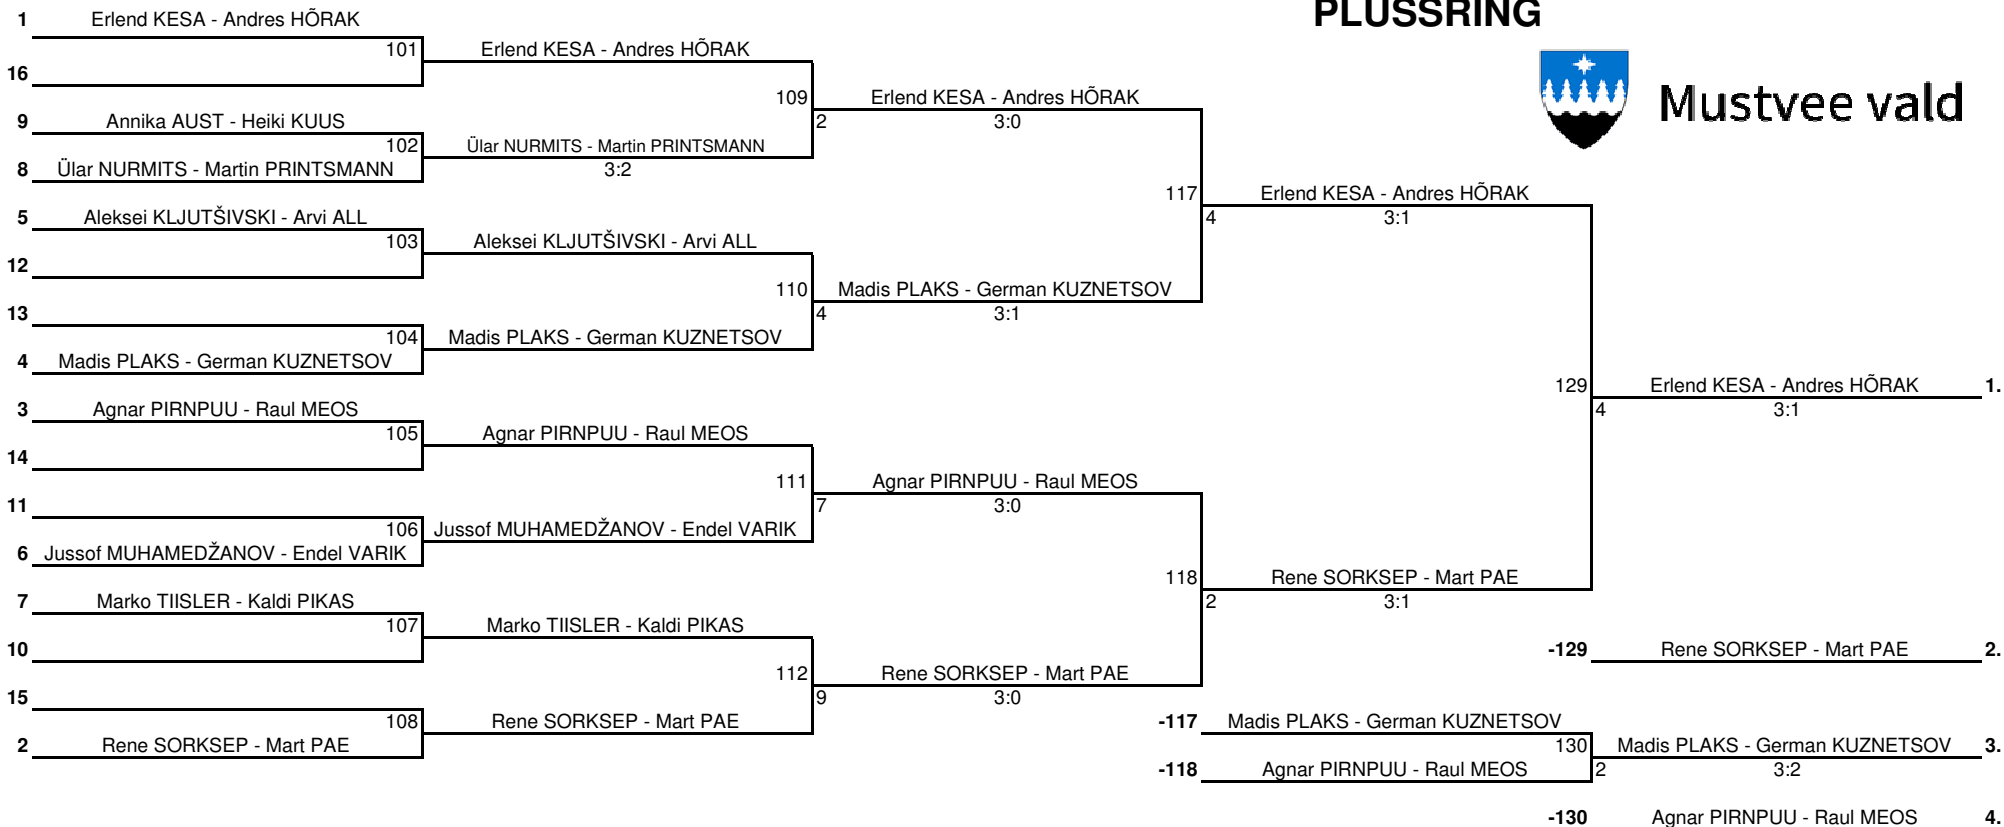 PLUSSRING
Mustvee vald
1 Erlend KESA - Andres HÕRAK
101 Erlend KESA - Andres HÕRAK
16
109 Erlend KESA - Andres HÕRAK
2 3:0
9 Annika AUST - Heiki KUUS
102 Ülar NURMITS - Martin PRINTSMANN
3:2
8 Ülar NURMITS - Martin PRINTSMANN
117 Erlend KESA - Andres HÕRAK
4 3:1
5 Aleksei KLJUTŠIVSKI - Arvi ALL
103 Aleksei KLJUTŠIVSKI - Arvi ALL
12
110 Madis PLAKS - German KUZNETSOV
4 3:1
13
104 Madis PLAKS - German KUZNETSOV
4 Madis PLAKS - German KUZNETSOV
129 Erlend KESA - Andres HÕRAK 1.
4 3:1
3 Agnar PIRNPUU - Raul MEOS
105 Agnar PIRNPUU - Raul MEOS
14
111 Agnar PIRNPUU - Raul MEOS
7 3:0
11
106 Jussof MUHAMEDŽANOV - Endel VARIK
6 Jussof MUHAMEDŽANOV - Endel VARIK
118 Rene SORKSEP - Mart PAE
2 3:1
7 Marko TIISLER - Kaldi PIKAS
107 Marko TIISLER - Kaldi PIKAS
10
-129 Rene SORKSEP - Mart PAE 2.
112 Rene SORKSEP - Mart PAE
9 3:0
15
108 Rene SORKSEP - Mart PAE
2 Rene SORKSEP - Mart PAE
-117 Madis PLAKS - German KUZNETSOV
130 Madis PLAKS - German KUZNETSOV 3.
2 3:2
-118 Agnar PIRNPUU - Raul MEOS
-130 Agnar PIRNPUU - Raul MEOS 4.